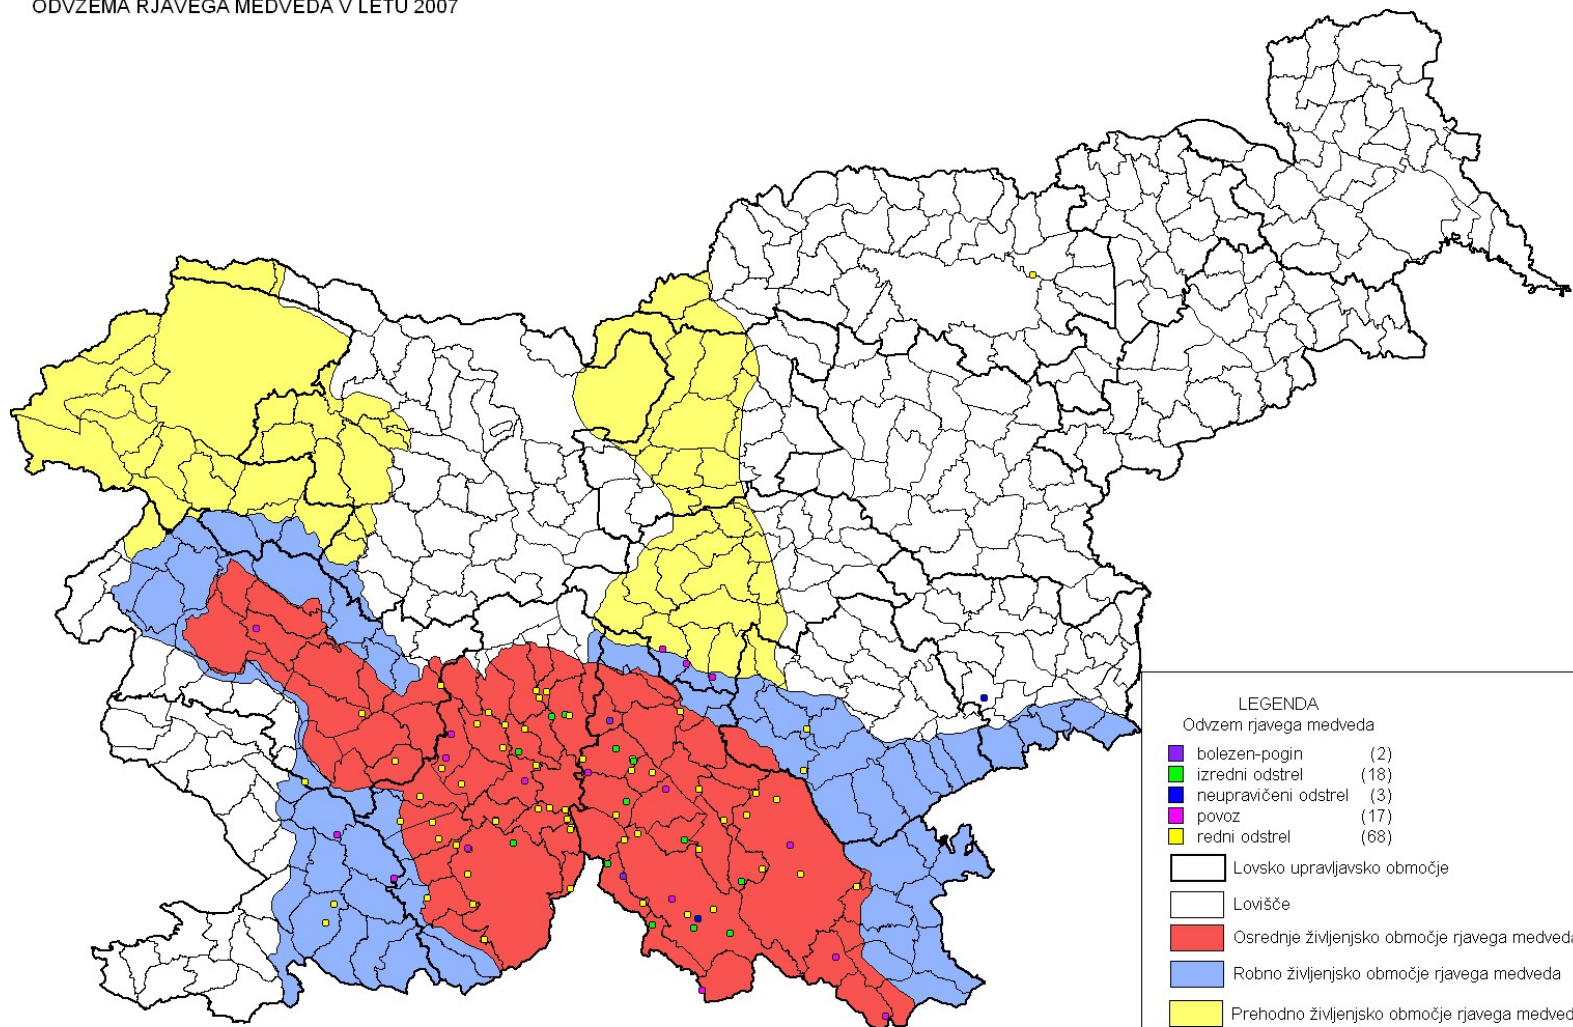 ODVZEMA RJAVEGA MEDVEDA V LETU 2007
LEGENDA
Odvzem rjavega medveda
bolezen-pogin (2)
izredni odstrel (18)
neupravičeni odstrel (3)
povoz (17)
redni odstrel (68)
Lovsko upravljavsko območje
Lovišče
Osrednje življenjsko območje rjavega medveda
Robno življenjsko območje rjavega medveda
Prehodno življenjsko območje rjavega medved